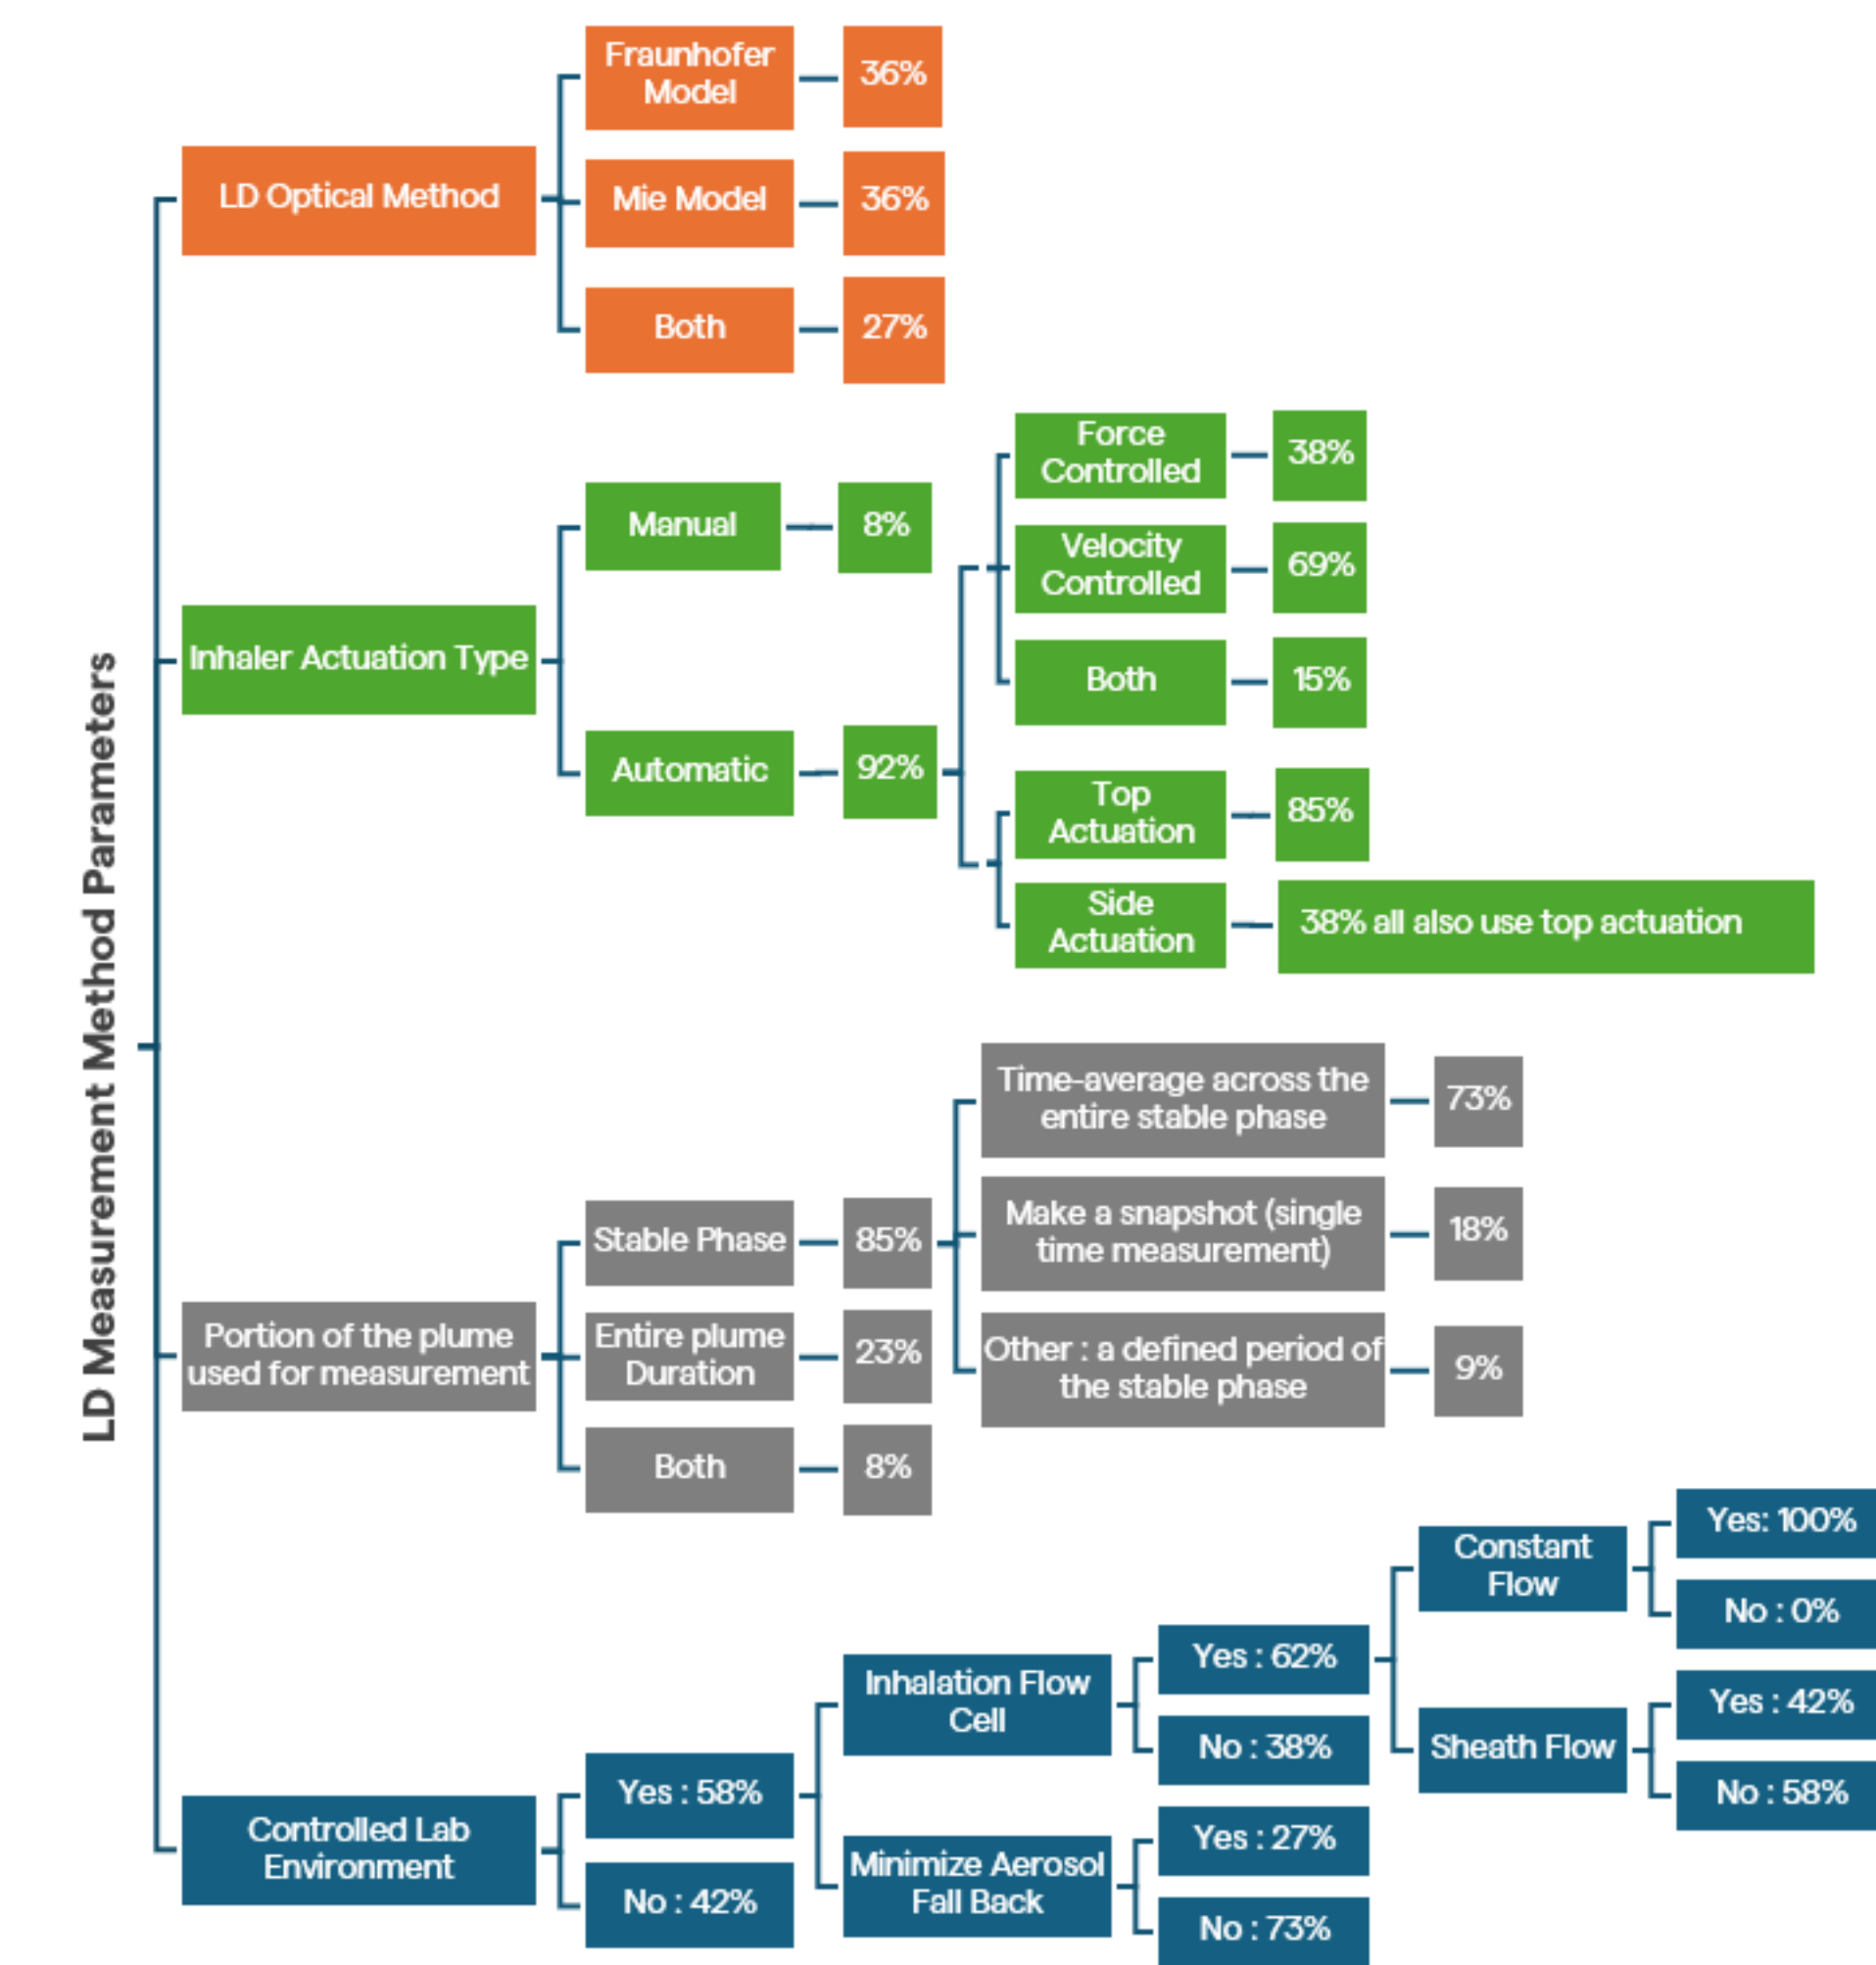 LD Measurement Method Parameters
LD Optical Method
Fraunhofer
Model
36%
Mie Model
36%
Both
27%
Inhaler Actuation Type
Manual
8%
Automatic
92%
Force
Controlled
38%
Velocity
Controlled
69%
Both
15%
Top
Actuation
85%
Side
Actuation
38% all also use top actuation
Portion of the plume
used for measurement
Stable Phase
85%
Time-average across the
entire stable phase
73%
Make a snapshot (single
time measurement)
18%
Other : a defined period of
the stable phase
9%
Entire plume
Duration
23%
Both
8%
Controlled Lab
Environment
Yes : 58%
No : 42%
Inhalation Flow
Cell
Yes : 62%
No : 38%
Constant
Flow
Yes: 100%
No : 0%
Sheath Flow
Yes : 42%
No : 58%
Minimize Aerosol
Fall Back
Yes : 27%
No : 73%